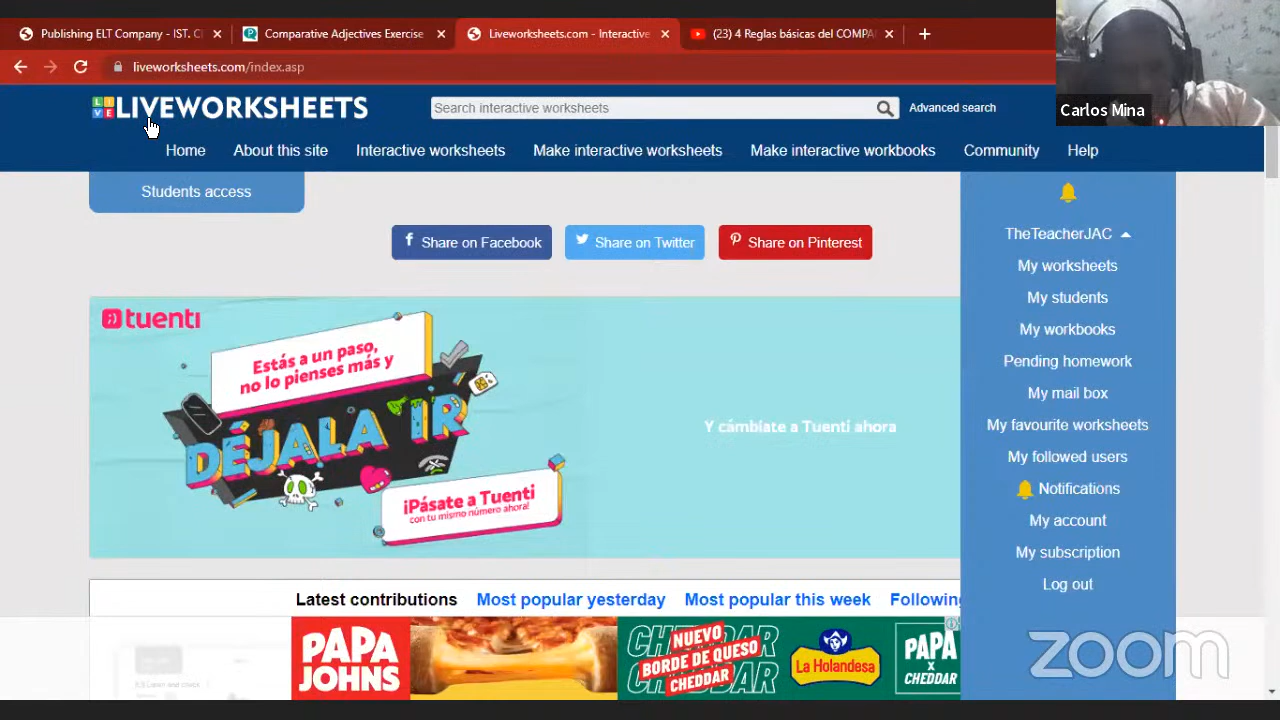 Publishing ELT Company - IST. C
Comparative Adjectives Exercise
Liveworksheets.com - Interactive
(23) 4 Reglas básicas del COMPA
liveworksheets.com/index.asp
LIVE
LIVEWORKSHEETS
Search interactive worksheets
Advanced search
Carlos Mina
Home
About this site
Interactive worksheets
Make interactive worksheets
Make interactive workbooks
Community
Help
Students access
Share on Facebook
Share on Twitter
Share on Pinterest
TheTeacherJAC
My worksheets
My students
My workbooks
Pending homework
My mail box
My favourite worksheets
My followed users
Notifications
My account
My subscription
Log out
tuenti
Estás a un paso,
no lo pienses más y
DÉJALA IR
¡Pásate a Tuenti
con tu mismo número ahora!
Y cámbiate a Tuenti ahora
Latest contributions
Most popular yesterday
Most popular this week
Following
PAPA
JOHNS
CHEDDAR
NUEVO
BORDE DE QUESO
CHEDDAR
CHEDDAR
La Holandesa
PAPA
x
CHEDDAR
zoom